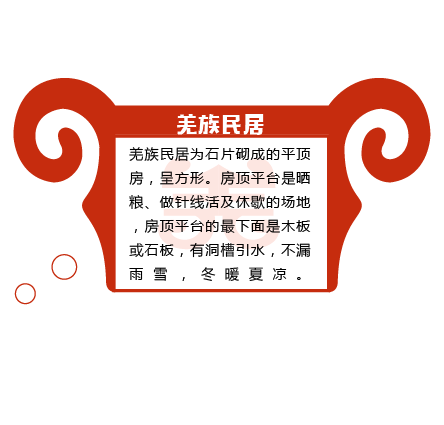 羌族民居
羌族民居为石片砌成的平顶
房，呈方形。房顶平台是晒
粮、做针线活及休歇的场地
，房顶平台的最下面是木板
或石板，有洞槽引水，不漏
雨雪，冬暖夏凉。